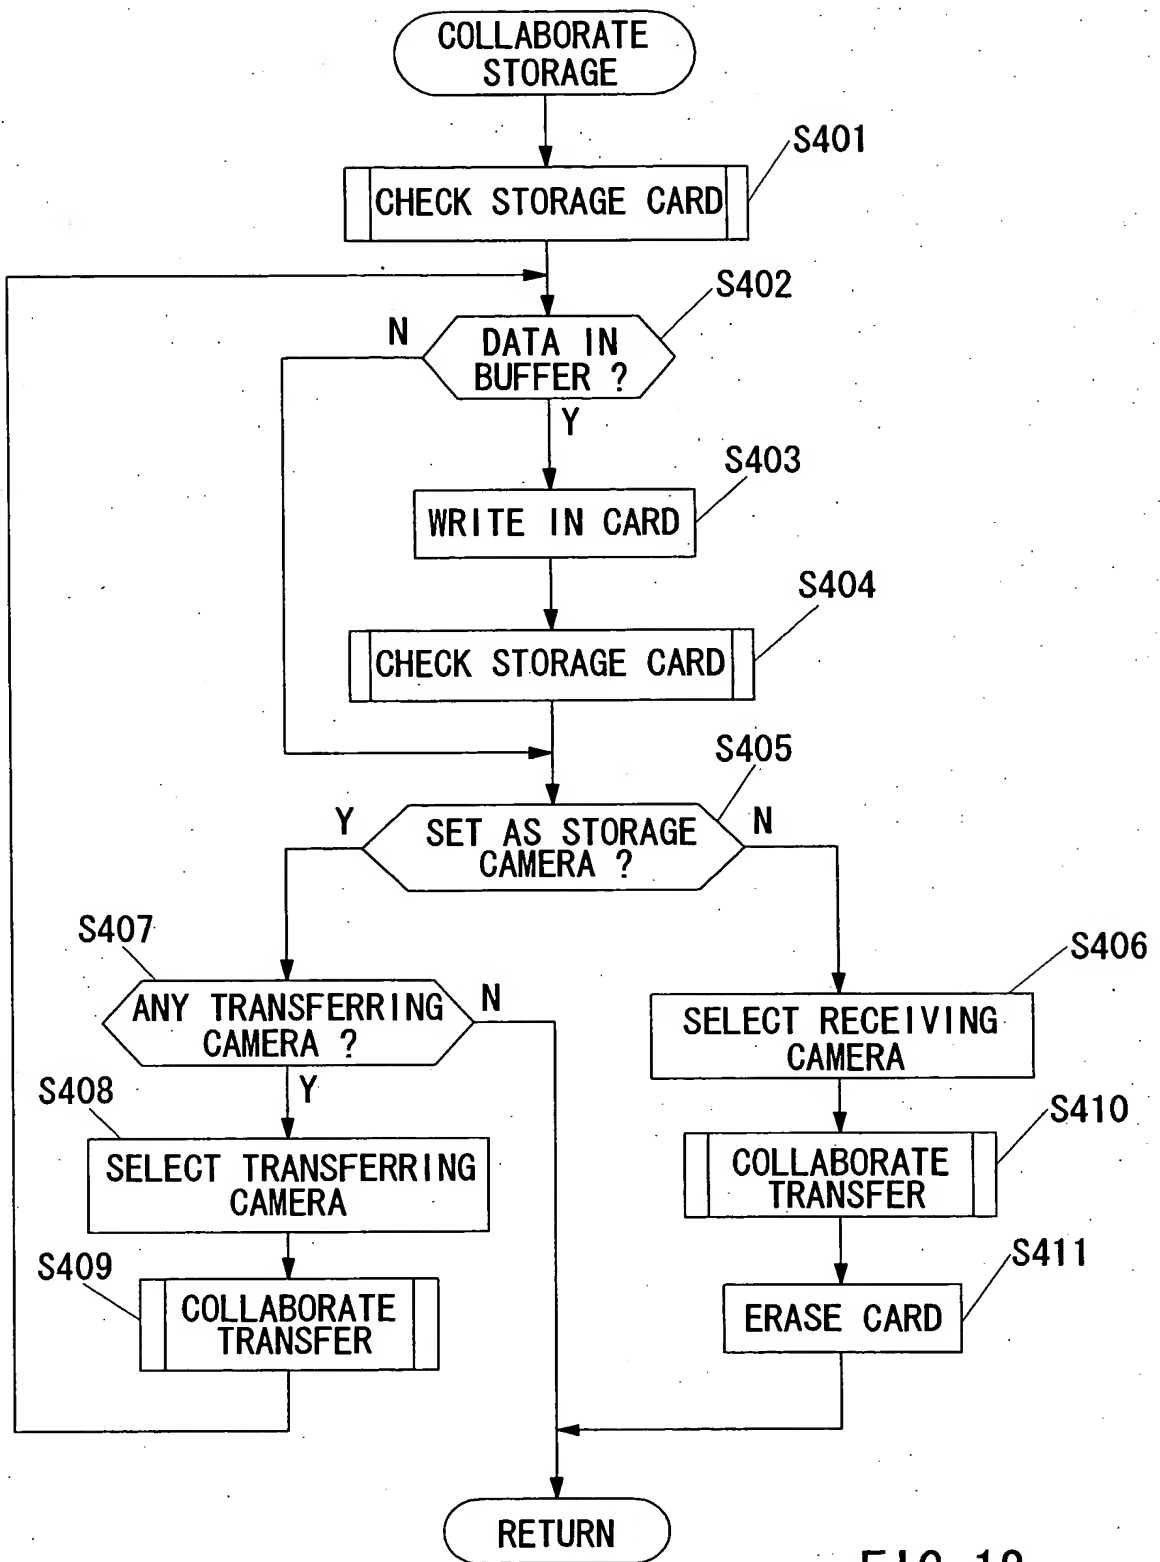 COLLABORATE
STORAGE
S401
CHECK STORAGE CARD
S402
N
DATA IN
BUFFER ?
Y
S403
WRITE IN CARD
S404
CHECK STORAGE CARD
S405
Y
SET AS STORAGE
CAMERA ?
N
S407
ANY TRANSFERRING
CAMERA ?
N
S406
SELECT RECEIVING
CAMERA
Y
S408
SELECT TRANSFERRING
CAMERA
S410
COLLABORATE
TRANSFER
S409
COLLABORATE
TRANSFER
S411
ERASE CARD
RETURN